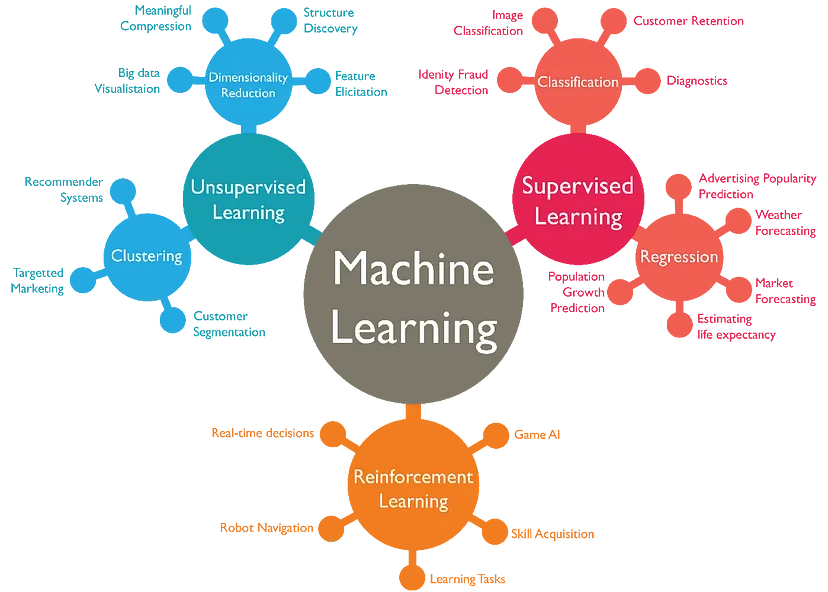 Meaningful
Compression
Structure
Discovery
Big data
Visualistaion
Dimensionality
Reduction
Feature
Elicitation
Unsupervised
Learning
Recommender
Systems
Clustering
Targetted
Marketing
Customer
Segmentation
Machine
Learning
Image
Classification
Customer Retention
Idenity Fraud
Detection
Classification
Diagnostics
Supervised
Learning
Advertising Popularity
Prediction
Weather
Forecasting
Regression
Population
Growth
Prediction
Market
Forecasting
Estimating
life expectancy
Real-time decisions
Game AI
Reinforcement
Learning
Robot Navigation
Skill Acquisition
Learning Tasks